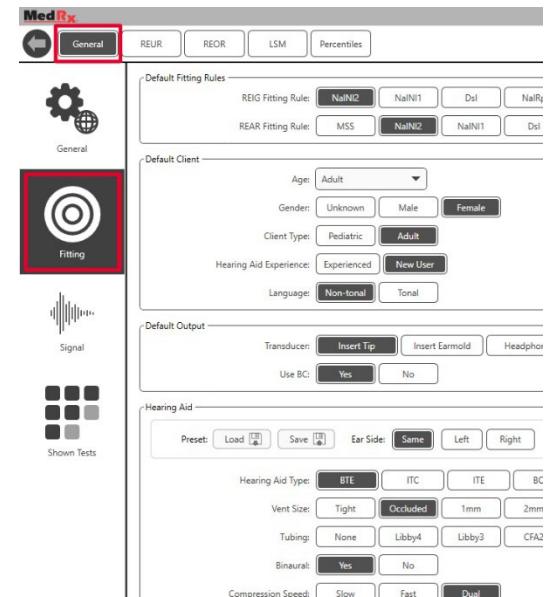 MedRx
General REUR REOR LSM Percentiles
General
Fitting
Signal
Shown Tests
Default Fitting Rules
REIG Fitting Rule: NalNl2 NalNl1 Dsl NalRp
REAR Fitting Rule: MSS NalNl2 NalNl1 Dsl
Default Client
Age: Adult
Gender: Unknown Male Female
Client Type: Pediatric Adult
Hearing Aid Experience: Experienced New User
Language: Non-tonal Tonal
Default Output
Transducer: Insert Tip Insert Earmold Headphor
Use BC: Yes No
Hearing Aid
Preset: Load Save Ear Side: Same Left Right
Hearing Aid Type: BTE ITC ITE BC
Vent Size: Tight Occluded 1mm 2mm
Tubing: None Libby4 Libby3 CFA2
Binaural: Yes No
Compression Speed: Slow Fast Dual